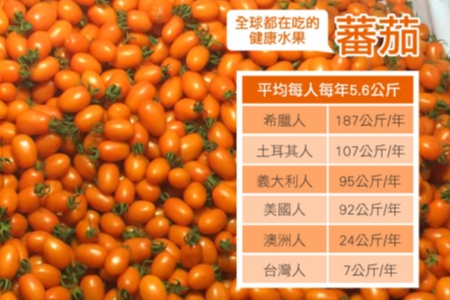 全球都在吃的
健康水果
蕃茄
平均每人每年5.6公斤
希臘人 187公斤/年
土耳其人 107公斤/年
義大利人 95公斤/年
美國人 92公斤/年
澳洲人 24公斤/年
台灣人 7公斤/年